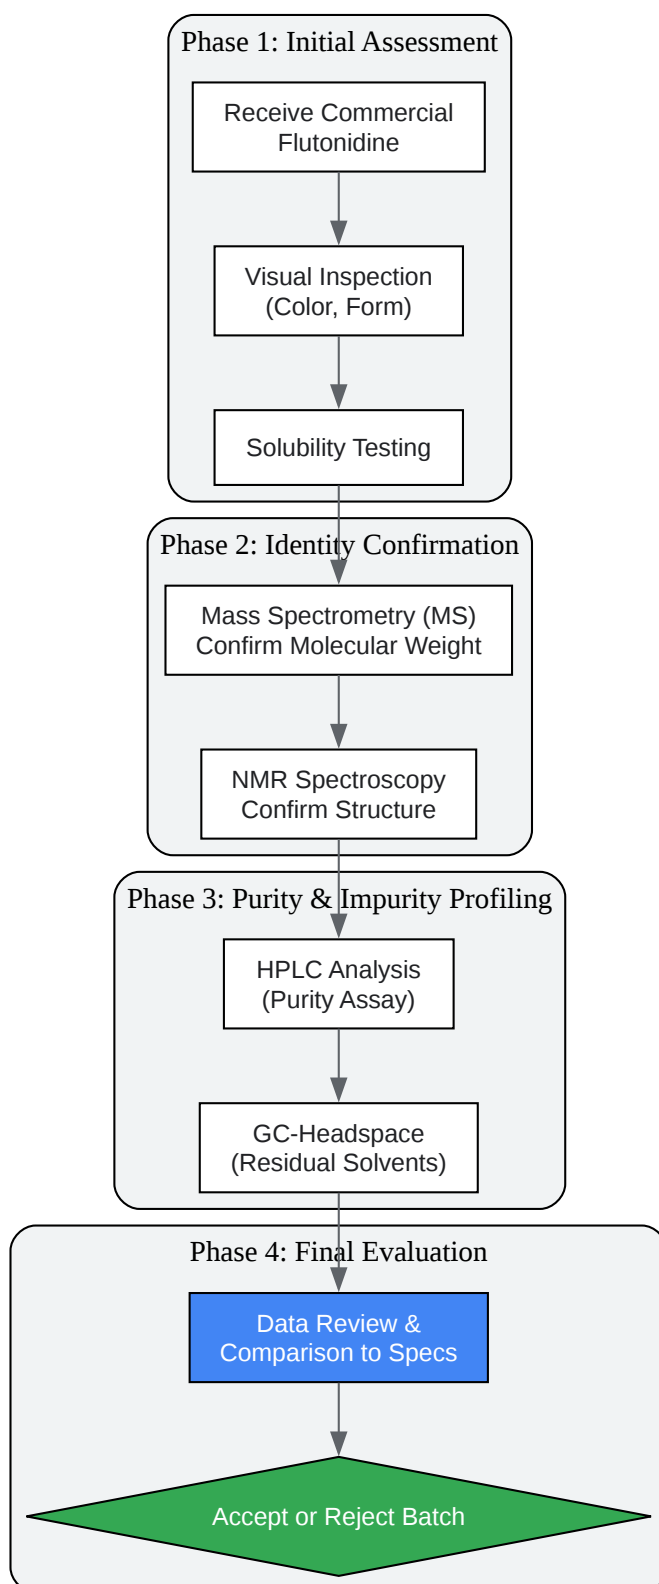 Phase 1: Initial Assessment
Receive Commercial
Flutonidine
Visual Inspection
(Color, Form)
Solubility Testing
Phase 2: Identity Confirmation
Mass Spectrometry (MS)
Confirm Molecular Weight
NMR Spectroscopy
Confirm Structure
Phase 3: Purity & Impurity Profiling
HPLC Analysis
(Purity Assay)
GC-Headspace
(Residual Solvents)
Phase 4: Final Evaluation
Data Review &
Comparison to Specs
Accept or Reject Batch